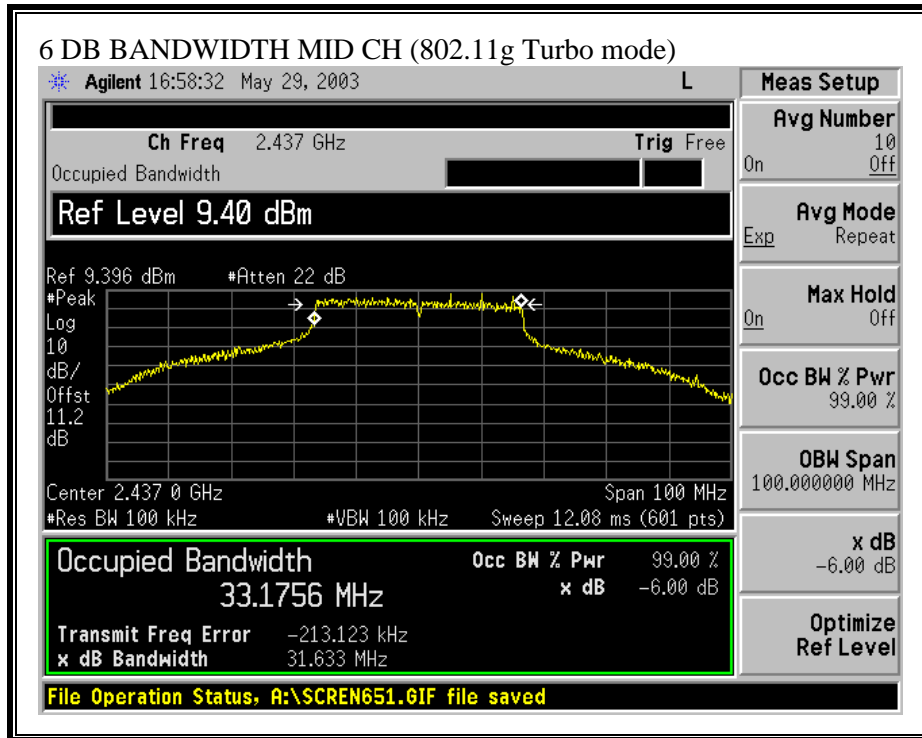 6 DB BANDWIDTH MID CH (802.11g Turbo mode)
Agilent 16:58:32 May 29, 2003 L
Ch Freq 2.437 GHz Trig Free
Occupied Bandwidth
Ref Level 9.40 dBm
Ref 9.396 dBm #Atten 22 dB
#Peak
Log
10
dB/
Offst
11.2
dB
Center 2.437 0 GHz Span 100 MHz
#Res BW 100 kHz #VBW 100 kHz Sweep 12.08 ms (601 pts)
Occupied Bandwidth Occ BW % Pwr 99.00 %
33.1756 MHz x dB -6.00 dB
Transmit Freq Error -213.123 kHz
x dB Bandwidth 31.633 MHz
File Operation Status, A:\SCREN651.GIF file saved
Meas Setup
Avg Number
10
On Off
Avg Mode
Exp Repeat
Max Hold
On Off
Occ BW % Pwr
99.00 %
OBW Span
100.000000 MHz
x dB
-6.00 dB
Optimize
Ref Level